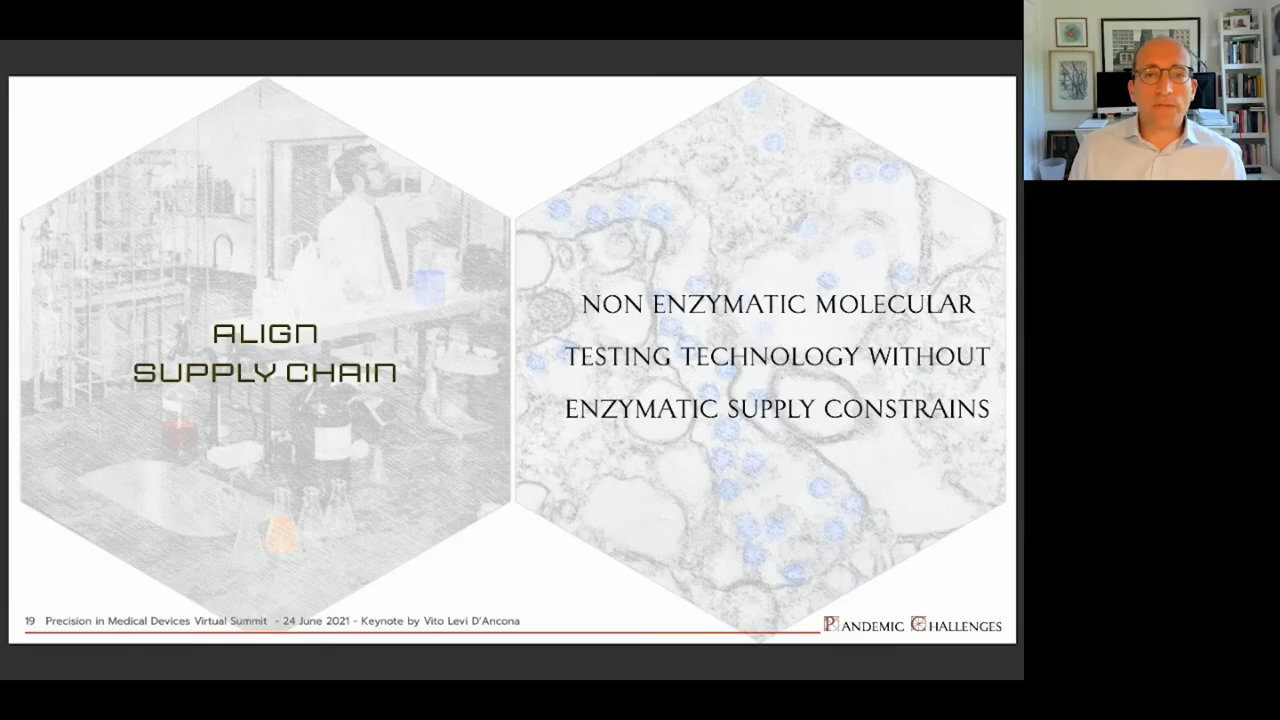 ALIGN
SUPPLY CHAIN
NON ENZYMATIC MOLECULAR
TESTING TECHNOLOGY WITHOUT
ENZYMATIC SUPPLY CONSTRAINS
19 Precision in Medical Devices Virtual Summit - 24 June 2021 - Keynote by Vito Levi D'Ancona
PANDEMIC CHALLENGES